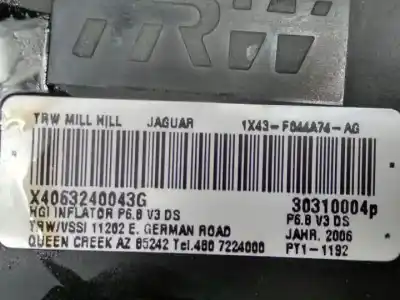 TRW
TRW MILL HILL JAGUAR 1X43-F044A74-AG
X4063240043G 30310004p
HGI INFLATOR P6.8 V3 DS P6.8 V3 DS
TRW/VSSI 11202 E. GERMAN ROAD JAHR. 2006
QUEEN CREEK AZ 85242 Tel.480 7224000 PT1-1192